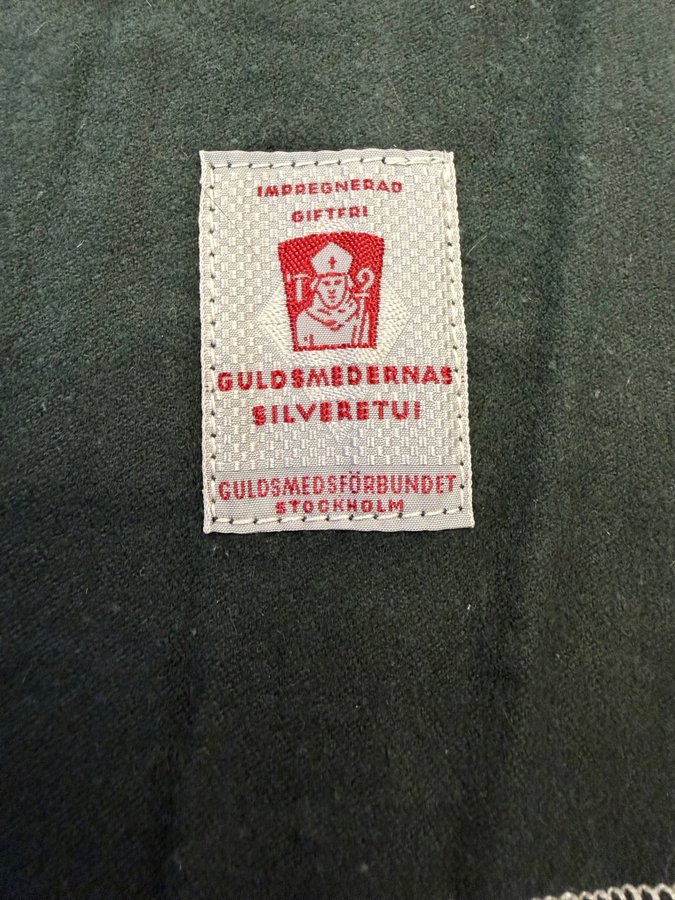 IMPREGNERAD
GIFTFRI
GULDSMEDERNAS
SILVERETUI
GULDSMEDSFÖRBUNDET
STOCKHOLM